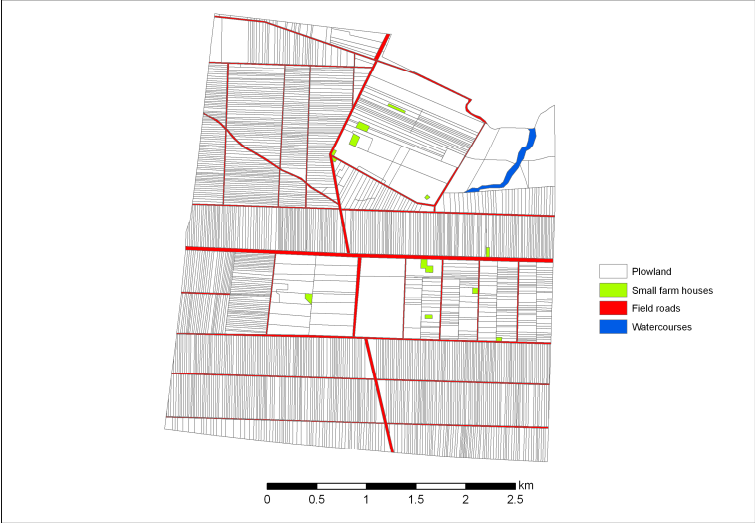 Plowland
Small farm houses
Field roads
Watercourses
km
0 0.5 1 1.5 2 2.5